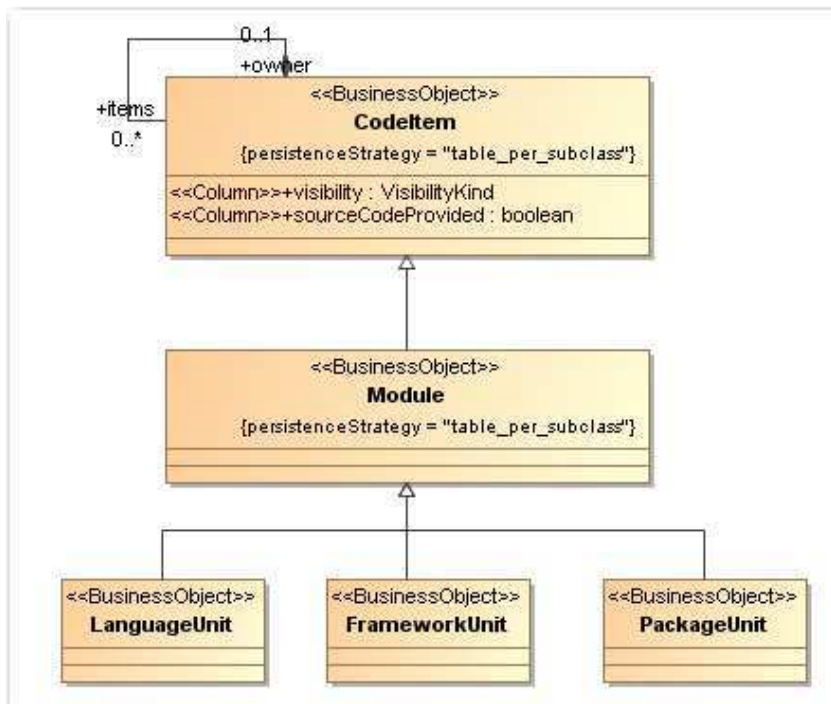 0..1
+owner
+items
0..*
<<BusinessObject>>
CodeItem
{persistenceStrategy = "table_per_subclass"}
<<Column>>+visibility : VisibilityKind
<<Column>>+sourceCodeProvided : boolean
<<BusinessObject>>
Module
{persistenceStrategy = "table_per_subclass"}
<<BusinessObject>>
LanguageUnit
<<BusinessObject>>
FrameworkUnit
<<BusinessObject>>
PackageUnit